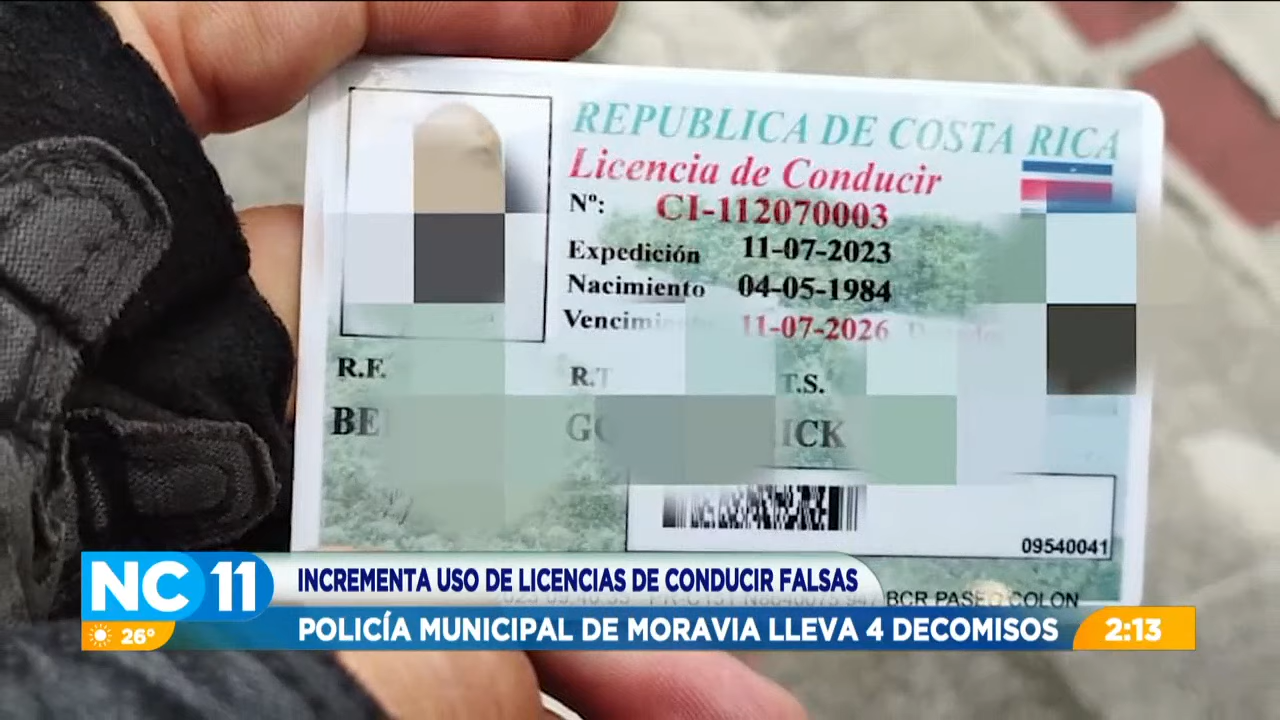 REPUBLICA DE COSTA RICA
Licencia de Conducir
Nº: CI-112070003
Expedición 11-07-2023
Nacimiento 04-05-1984
11-07-2026
R.F. T.S.
09540041
BCR PASEO COLON
NC 11
INCREMENTA USO DE LICENCIAS DE CONDUCIR FALSAS
26°
POLICÍA MUNICIPAL DE MORAVIA LLEVA 4 DECOMISOS
2:13